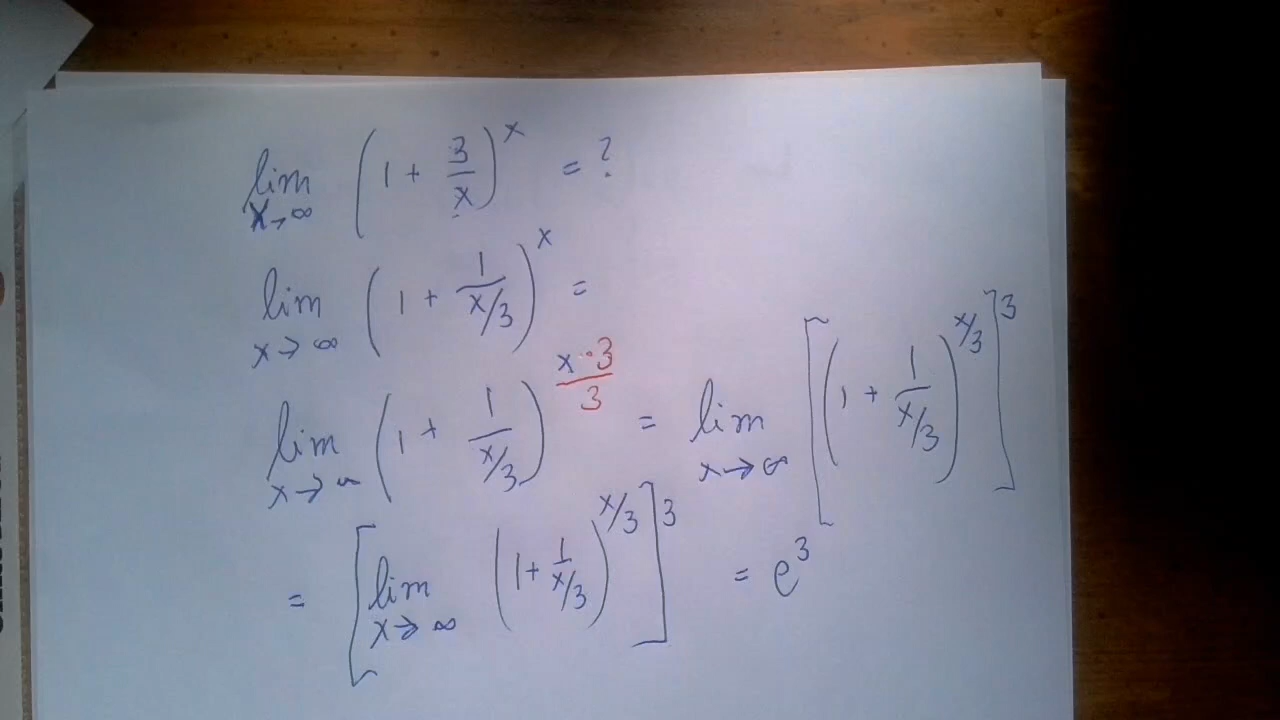 lim x→∞ (1 + 3/x)^x = ?
lim x→∞ (1 + 1/(x/3))^x =
lim x→∞ (1 + 1/(x/3))^((x·3)/3) = lim x→∞ [(1 + 1/(x/3))^(x/3)]^3
= [lim x→∞ (1 + 1/(x/3))^(x/3)]^3 = e^3